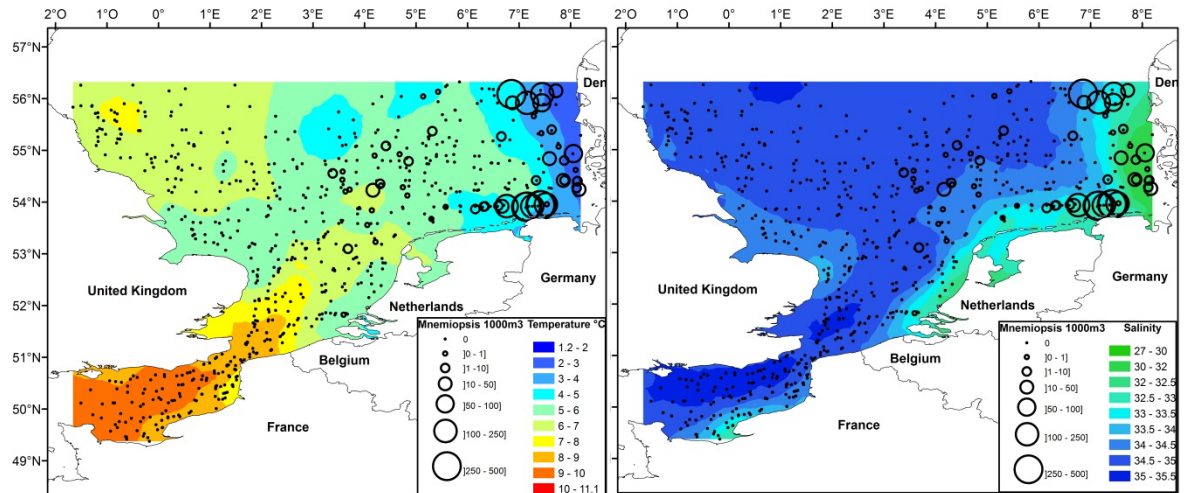 2°0 1°0 0° 1°E 2°E 3°E 4°E 5°E 6°E 7°E 8°E
57°N
56°N
55°N
54°N
53°N
52°N
51°N
50°N
49°N
Den
United Kingdom
Netherlands
Germany
Belgium
France
Mnemiopsis 1000m3
0
]0 - 1]
]1 -10]
]10 - 50]
]50 - 100]
]100 - 250]
]250 - 500]
Temperature °C
1.2 - 2
2 - 3
3 - 4
4 - 5
5 - 6
6 - 7
7 - 8
8 - 9
9 - 10
10 - 11.1
2°0 1°0 0° 1°E 2°E 3°E 4°E 5°E 6°E 7°E 8°E
Den
United Kingdom
Netherlands
Germany
Belgium
France
Mnemiopsis 1000m3
0
]0 - 1]
]1 -10]
]10 - 50]
]50 - 100]
]100 - 250]
]250 - 500]
Salinity
27 - 30
30 - 32
32 - 32.5
32.5 - 33
33 - 33.5
33.5 - 34
34 - 34.5
34.5 - 35
35 - 35.5